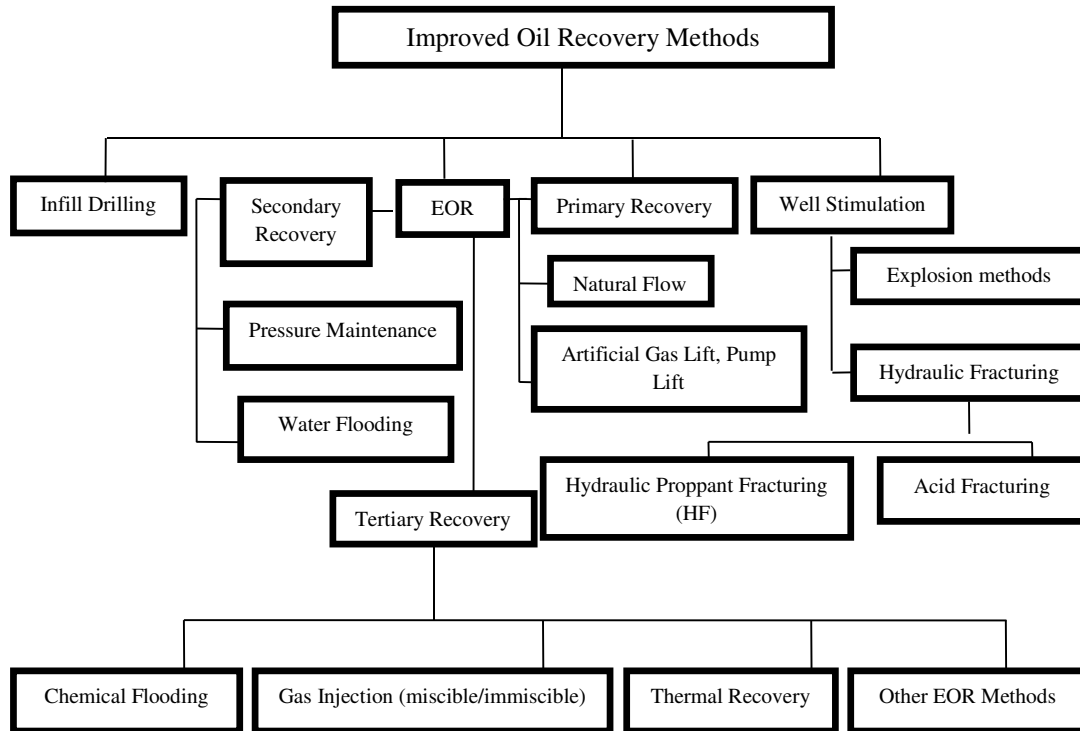 Improved Oil Recovery Methods
Infill Drilling
Secondary
Recovery
EOR
Primary Recovery
Well Stimulation
Explosion methods
Natural Flow
Pressure Maintenance
Artificial Gas Lift, Pump
Lift
Hydraulic Fracturing
Water Flooding
Hydraulic Proppant Fracturing
(HF)
Acid Fracturing
Tertiary Recovery
Chemical Flooding
Gas Injection (miscible/immiscible)
Thermal Recovery
Other EOR Methods